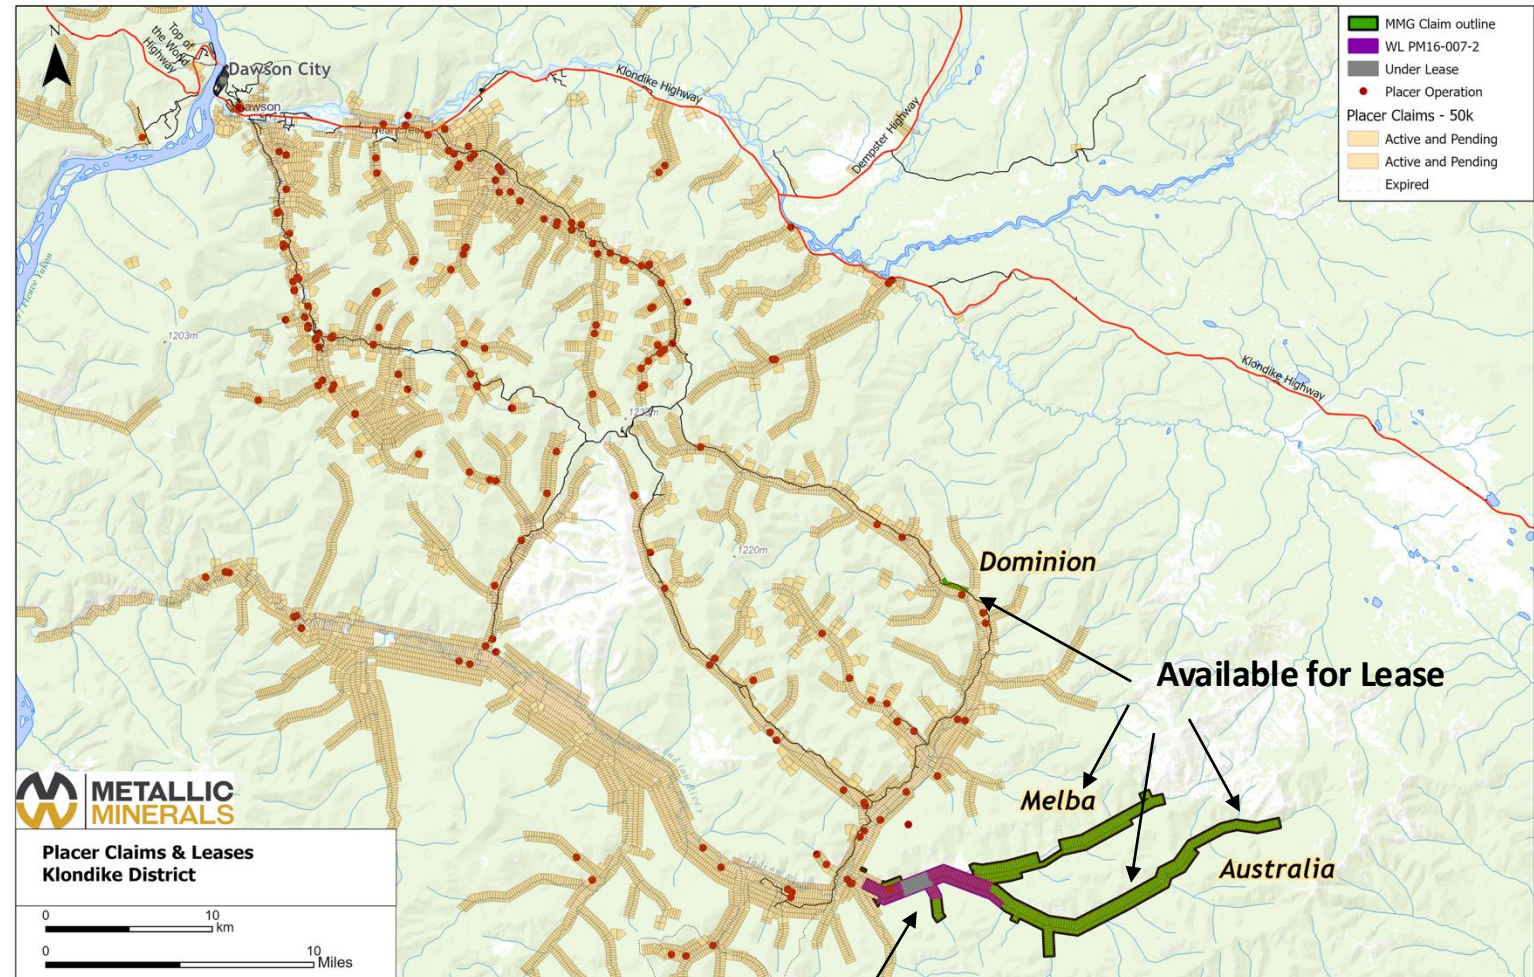 N
Top of
the World
Highway
Dawson City
Dawson
Klondike Highway
Dempster Highway
MMG Claim outline
WL PM16-007-2
Under Lease
Placer Operation
Placer Claims - 50k
Active and Pending
Active and Pending
Expired
1203m
Klondike Highway
1220m
Dominion
Available for Lease
Indian River
Melba
Australia
METALLIC
MINERALS
Placer Claims & Leases
Klondike District
0 10
km
0 10
Miles